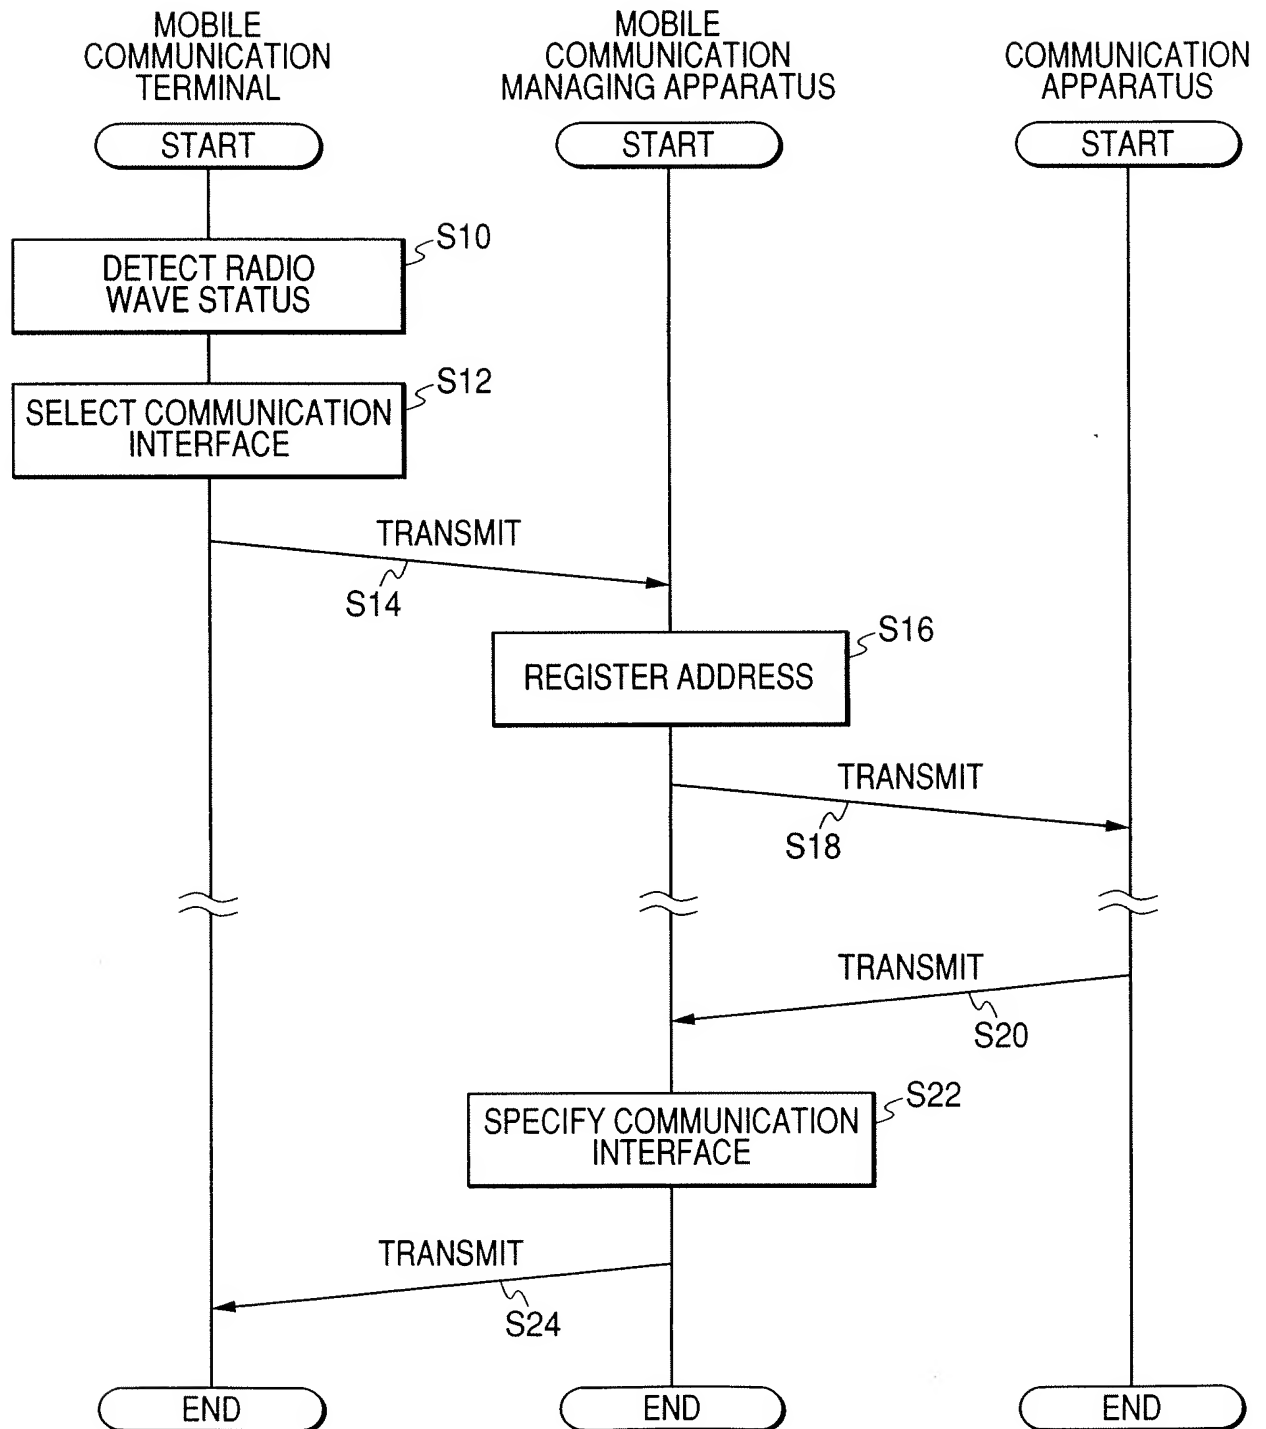 MOBILE
COMMUNICATION
TERMINAL
MOBILE
COMMUNICATION
MANAGING APPARATUS
COMMUNICATION
APPARATUS
START
START
START
S10
DETECT RADIO
WAVE STATUS
S12
SELECT COMMUNICATION
INTERFACE
TRANSMIT
S14
S16
REGISTER ADDRESS
TRANSMIT
S18
TRANSMIT
S20
S22
SPECIFY COMMUNICATION
INTERFACE
TRANSMIT
S24
END
END
END